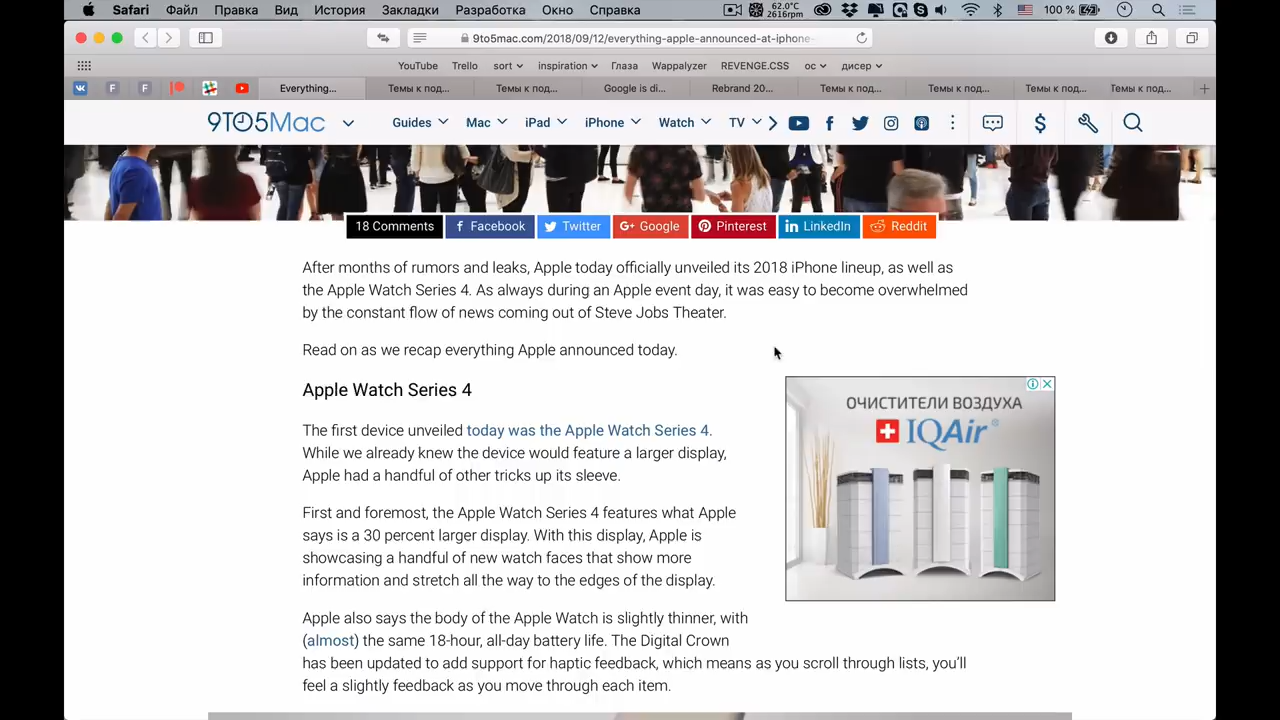 Safari Файл Правка Вид История Закладки Разработка Окно Справка 62.0°C 2616rpm 100 %
9to5mac.com/2018/09/12/everything-apple-announced-at-iphone-
YouTube Trello sort inspiration Глаза Wappalyzer REVENGE.CSS ос дисер
Everything... Темы к под... Темы к под... Google is di... Rebrand 20... Темы к под... Темы к под... Темы к под... Темы к под...
9TO5Mac Guides Mac iPad iPhone Watch TV
18 Comments Facebook Twitter G+ Google Pinterest LinkedIn Reddit
After months of rumors and leaks, Apple today officially unveiled its 2018 iPhone lineup, as well as
the Apple Watch Series 4. As always during an Apple event day, it was easy to become overwhelmed
by the constant flow of news coming out of Steve Jobs Theater.
Read on as we recap everything Apple announced today.
Apple Watch Series 4
The first device unveiled today was the Apple Watch Series 4.
While we already knew the device would feature a larger display,
Apple had a handful of other tricks up its sleeve.
First and foremost, the Apple Watch Series 4 features what Apple
says is a 30 percent larger display. With this display, Apple is
showcasing a handful of new watch faces that show more
information and stretch all the way to the edges of the display.
Apple also says the body of the Apple Watch is slightly thinner, with
(almost) the same 18-hour, all-day battery life. The Digital Crown
has been updated to add support for haptic feedback, which means as you scroll through lists, you'll
feel a slightly feedback as you move through each item.
ОЧИСТИТЕЛИ ВОЗДУХА
IQAir®